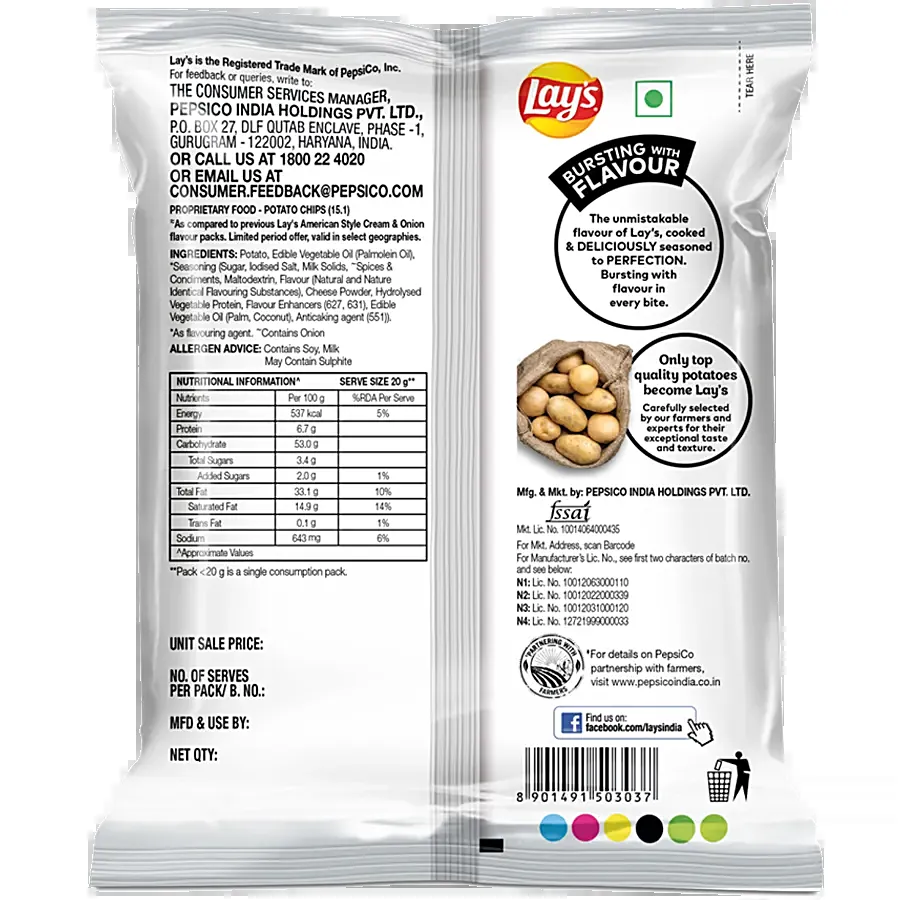 Lay's is the Registered Trade Mark of PepsiCo, Inc.
For feedback or queries, write to:
THE CONSUMER SERVICES MANAGER,
PEPSICO INDIA HOLDINGS PVT. LTD.,
P.O. BOX 27, DLF QUTAB ENCLAVE, PHASE -1,
GURUGRAM - 122002, HARYANA, INDIA.
OR CALL US AT 1800 22 4020
OR EMAIL US AT
CONSUMER.FEEDBACK@PEPSICO.COM
PROPRIETARY FOOD - POTATO CHIPS (15.1)
As compared to previous Lay's American Style Cream & Onion
flavour packs. Limited period offer, valid in select geographies.
INGREDIENTS: Potato, Edible Vegetable Oil (Palmolein Oil),
*Seasoning (Sugar, Iodised Salt, Milk Solids, ~Spices &
Condiments, Maltodextrin, Flavour (Natural and Nature
Identical Flavouring Substances), Cheese Powder, Hydrolysed
Vegetable Protein, Flavour Enhancers (627, 631), Edible
Vegetable Oil (Palm, Coconut), Anticaking agent (551)).
*As flavouring agent. ~Contains Onion
ALLERGEN ADVICE: Contains Soy, Milk
May Contain Sulphite
NUTRITIONAL INFORMATION^ SERVE SIZE 20 g**
Nutrients Per 100 g %RDA Per Serve
Energy 537 kcal 5%
Protein 6.7 g
Carbohydrate 53.0 g
Total Sugars 3.4 g
Added Sugars 2.0 g 1%
Total Fat 33.1 g 10%
Saturated Fat 14.9 g 14%
Trans Fat 0.1 g 1%
Sodium 643 mg 6%
^Approximate Values
**Pack <20 g is a single consumption pack.
UNIT SALE PRICE:
NO. OF SERVES
PER PACK/ B. NO.:
MFD & USE BY:
NET QTY:
TEAR HERE
Lay's
BURSTING WITH
FLAVOUR
The unmistakable
flavour of Lay's, cooked
& DELICIOUSLY seasoned
to PERFECTION.
Bursting with
flavour in
every bite.
Only top
quality potatoes
become Lay's
Carefully selected
by our farmers and
experts for their
exceptional taste
and texture.
Mfg. & Mkt. by: PEPSICO INDIA HOLDINGS PVT. LTD.
fssai
Mkt. Lic. No. 10014064000435
For Mkt. Address, scan Barcode
For Manufacturer's Lic. No., see first two characters of batch no.
and see below:
N1: Lic. No. 10012063000110
N2: Lic. No. 10012022000339
N3: Lic. No. 10012031000120
N4: Lic. No. 12721999000033
*PARTNERING WITH
FARMERS
*For details on PepsiCo
partnership with farmers,
visit www.pepsicoindia.co.in
f Find us on:
facebook.com/laysindia
8 901491 503037